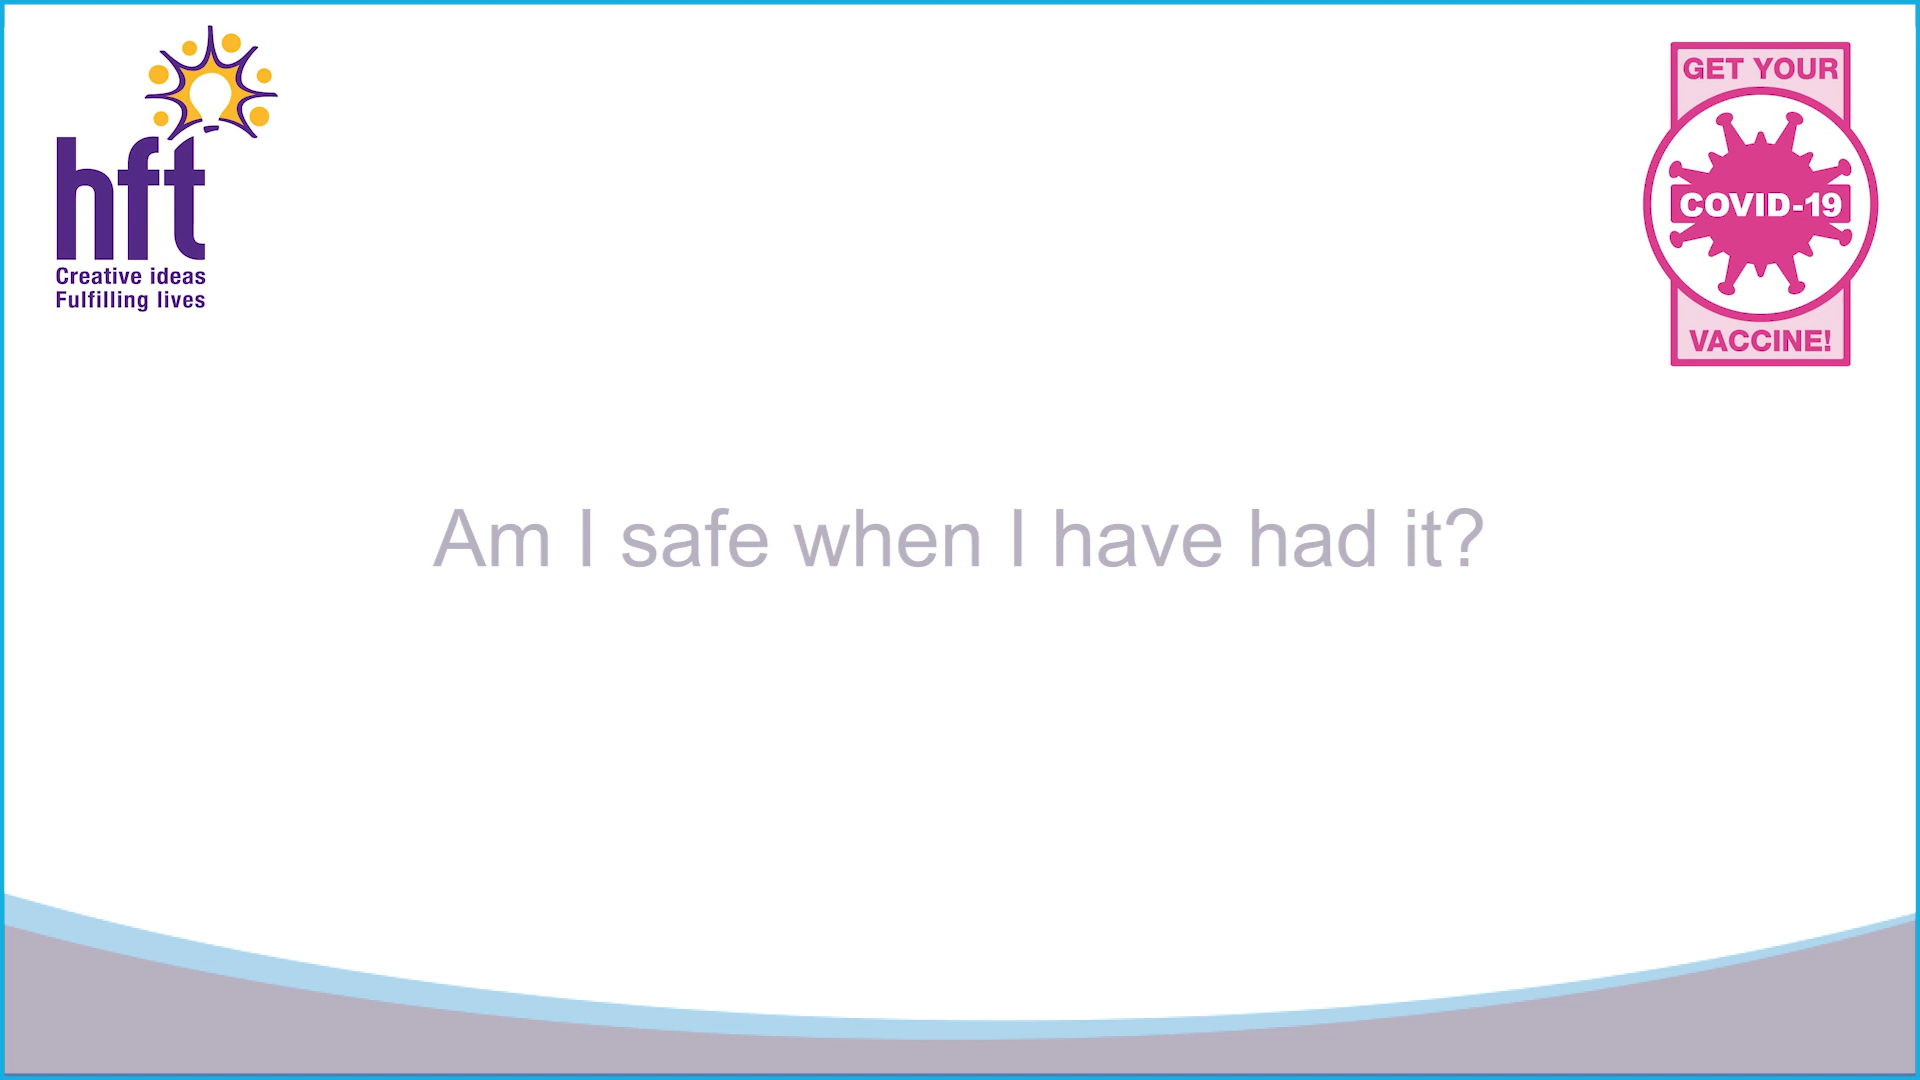 hft
Creative ideas
Fulfilling lives
GET YOUR
COVID-19
VACCINE!
Am I safe when I have had it?